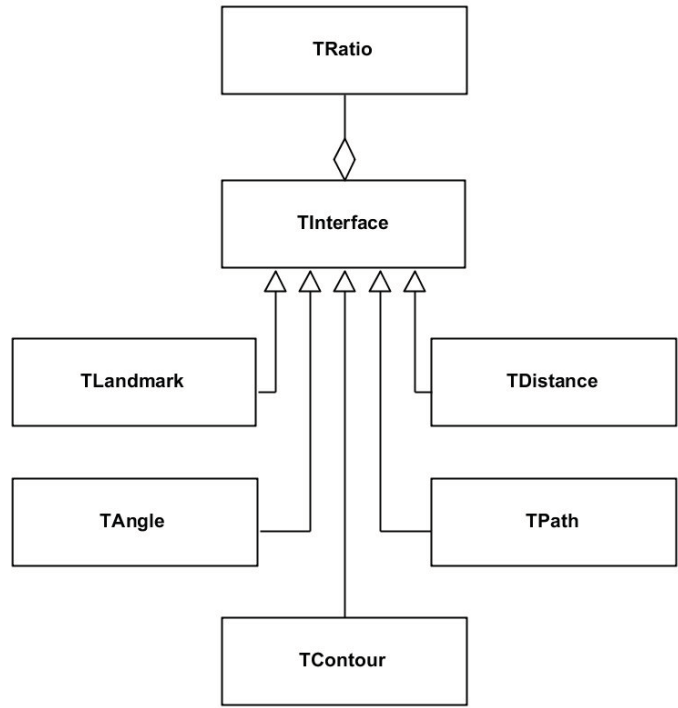 TRatio
TInterface
TLandmark
TDistance
TAngle
TPath
TContour